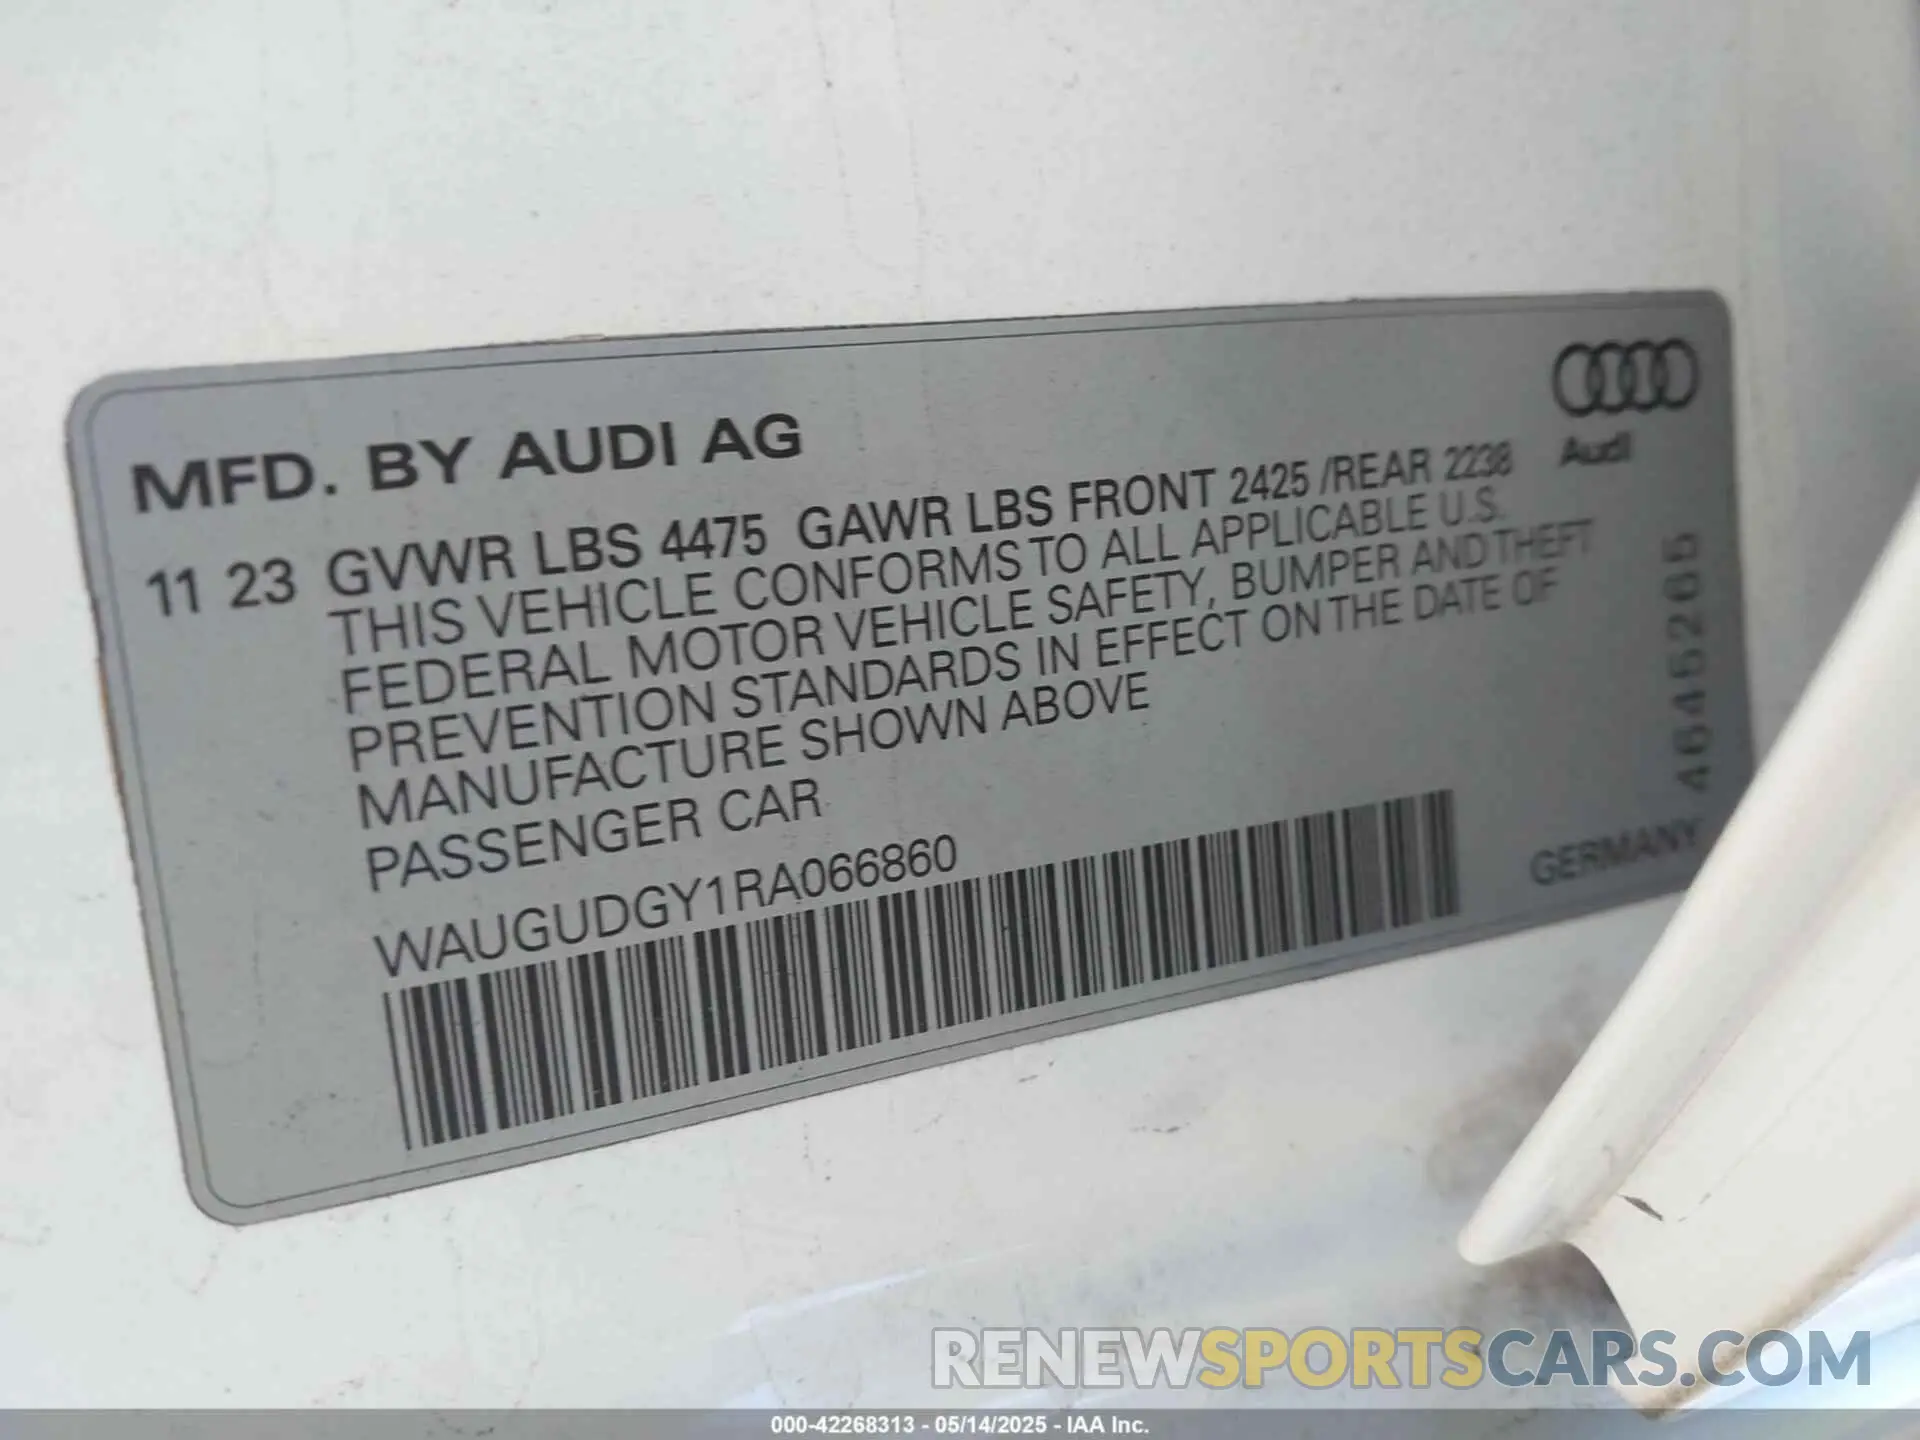 MFD. BY AUDI AG
Audi
11 23 GVWR LBS 4475 GAWR LBS FRONT 2425 /REAR 2238
THIS VEHICLE CONFORMS TO ALL APPLICABLE U.S.
FEDERAL MOTOR VEHICLE SAFETY, BUMPER AND THEFT
PREVENTION STANDARDS IN EFFECT ON THE DATE OF
MANUFACTURE SHOWN ABOVE
PASSENGER CAR
WAUGUDGY1RA066860
46645265
GERMANY
RENEWSPORTSCARS.COM
000-42268313 - 05/14/2025 - IAA Inc.